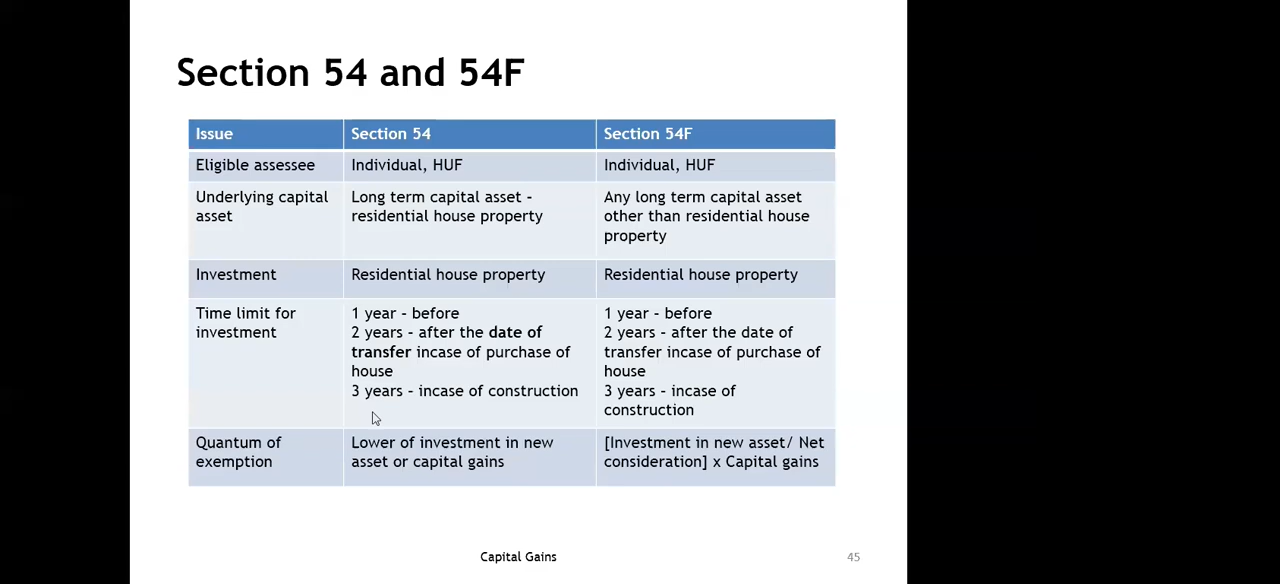 Section 54 and 54F
Issue
Section 54
Section 54F
Eligible assessee
Individual, HUF
Individual, HUF
Underlying capital
asset
Long term capital asset -
residential house property
Any long term capital asset
other than residential house
property
Investment
Residential house property
Residential house property
Time limit for
investment
1 year - before
2 years - after the date of
transfer incase of purchase of
house
3 years - incase of construction
1 year - before
2 years - after the date of
transfer incase of purchase of
house
3 years - incase of
construction
Quantum of
exemption
Lower of investment in new
asset or capital gains
[Investment in new asset/ Net
consideration] x Capital gains
Capital Gains
45